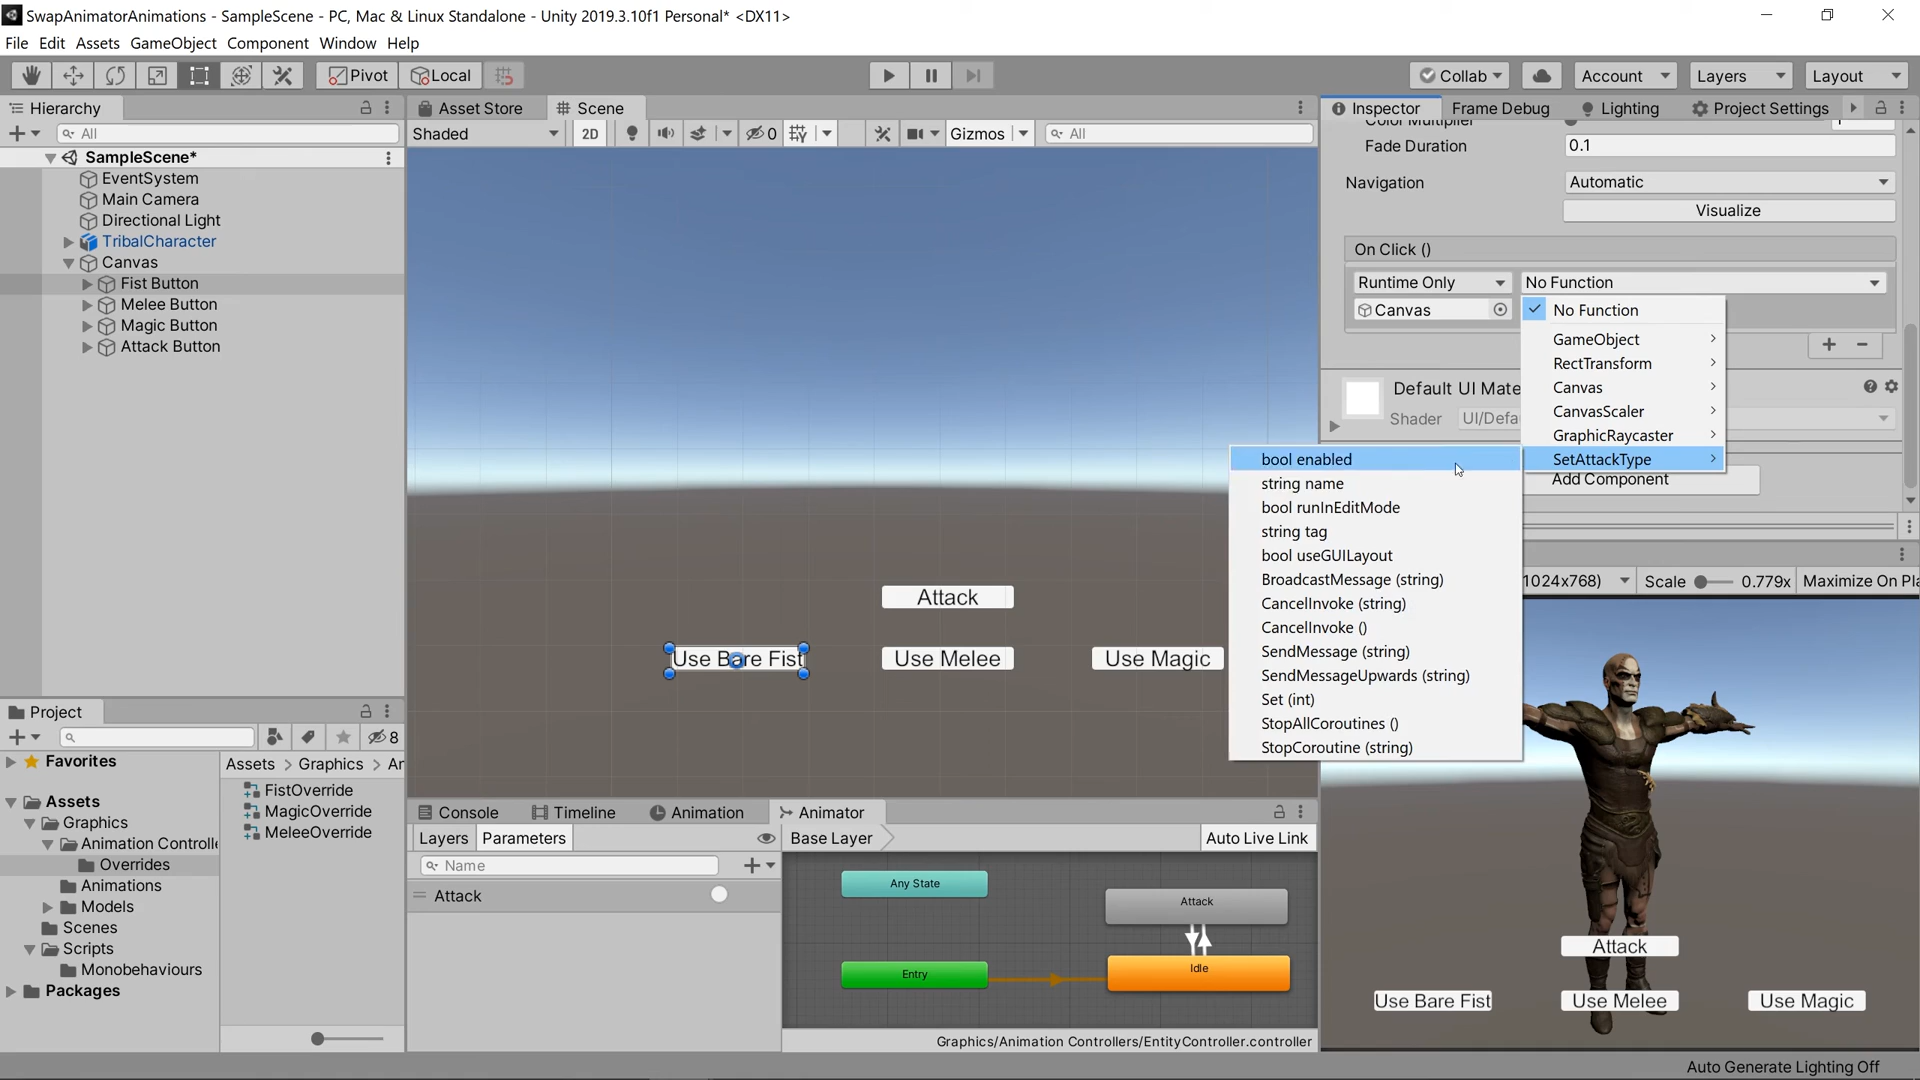 SwapAnimatorAnimations - SampleScene - PC, Mac & Linux Standalone - Unity 2019.3.10f1 Personal* <DX11>
File Edit Assets GameObject Component Window Help
Pivot Local Collab Account Layers Layout
Hierarchy
All
SampleScene*
EventSystem
Main Camera
Directional Light
TribalCharacter
Canvas
Fist Button
Melee Button
Magic Button
Attack Button
Asset Store Scene
Shaded 2D 0 Gizmos All
Attack
Use Bare Fist Use Melee Use Magic
Inspector Frame Debug Lighting Project Settings
Color Multiplier 1
Fade Duration 0.1
Navigation Automatic
Visualize
On Click ()
Runtime Only No Function
Canvas
No Function
GameObject
RectTransform
Canvas
CanvasScaler
GraphicRaycaster
SetAttackType
Default UI Mate
Shader UI/Defa
Add Component
bool enabled
string name
bool runInEditMode
string tag
bool useGUILayout
BroadcastMessage (string)
CancelInvoke (string)
CancelInvoke ()
SendMessage (string)
SendMessageUpwards (string)
Set (int)
StopAllCoroutines ()
StopCoroutine (string)
1024x768) Scale 0.779x Maximize On Pla
Attack
Use Bare Fist Use Melee Use Magic
Project
8
Favorites
Assets
Graphics
Animation Controlle
Overrides
Animations
Models
Scenes
Scripts
Monobehaviours
Packages
Assets > Graphics > An
FistOverride
MagicOverride
MeleeOverride
Console Timeline Animation Animator
Layers Parameters Base Layer Auto Live Link
Name
Attack
Any State
Entry
Attack
Idle
Graphics/Animation Controllers/EntityController.controller
Auto Generate Lighting Off